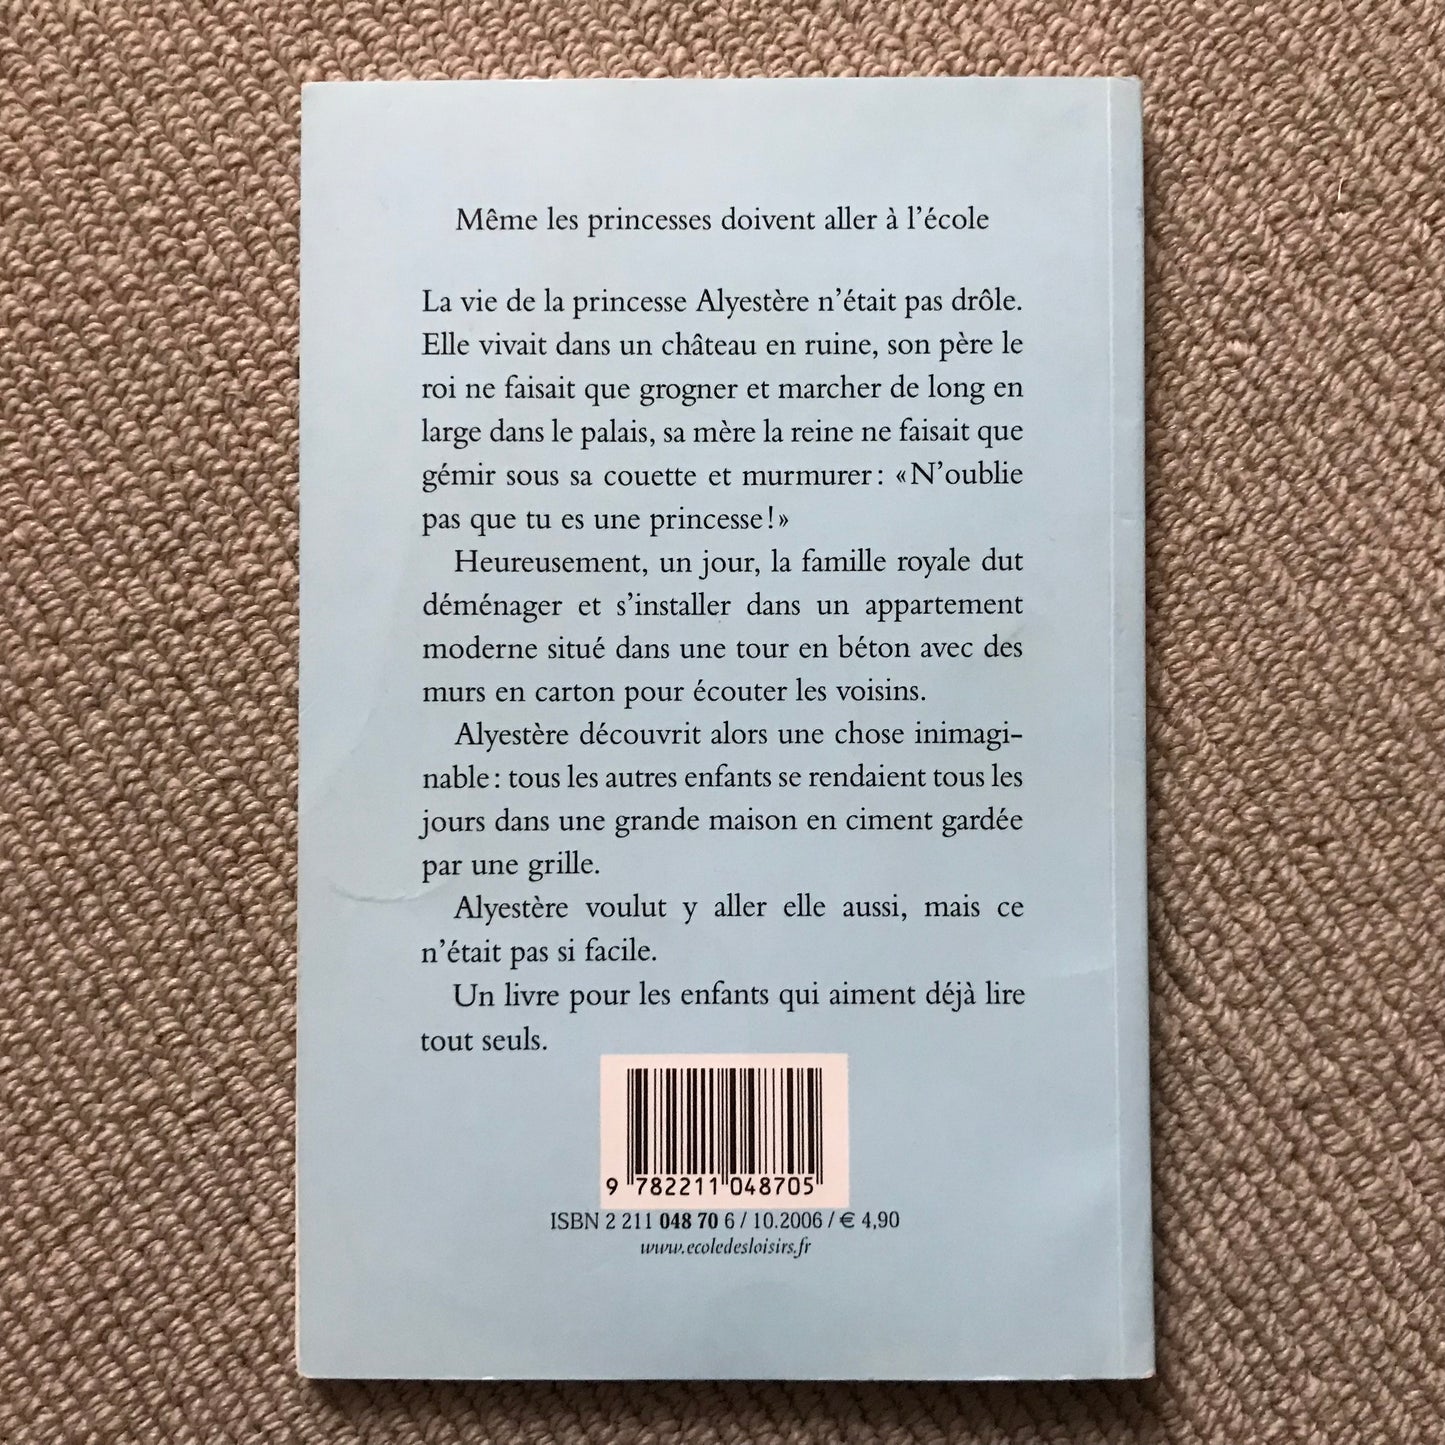 Même les princesses doivent aller à l'école
La vie de la princesse Alyestère n'était pas drôle.
Elle vivait dans un château en ruine, son père le
roi ne faisait que grogner et marcher de long en
large dans le palais, sa mère la reine ne faisait que
gémir sous sa couette et murmurer : «N'oublie
pas que tu es une princesse !»
Heureusement, un jour, la famille royale dut
déménager et s'installer dans un appartement
moderne situé dans une tour en béton avec des
murs en carton pour écouter les voisins.
Alyestère découvrit alors une chose inimagi-
nable : tous les autres enfants se rendaient tous les
jours dans une grande maison en ciment gardée
par une grille.
Alyestère voulut y aller elle aussi, mais ce
n'était pas si facile.
Un livre pour les enfants qui aiment déjà lire
tout seuls.
9 782211 048705
ISBN 2 211 048 70 6 / 10.2006 / € 4,90
www.ecoledesloisirs.fr